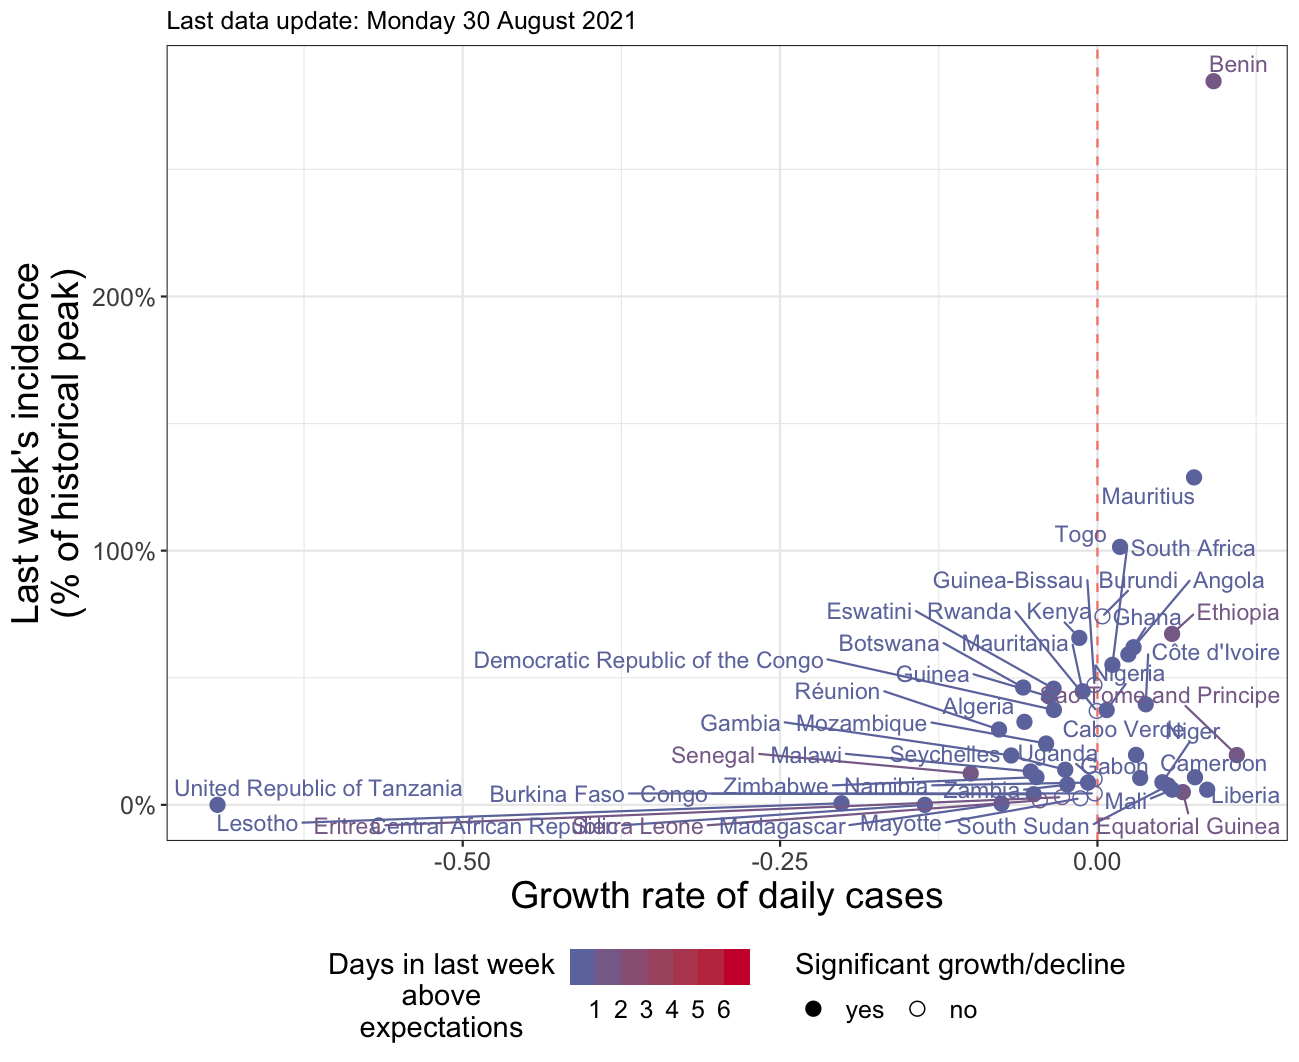 Last data update: Monday 30 August 2021
Benin
Last week's incidence
(% of historical peak)
200%
100%
0%
Mauritius
Togo
South Africa
Guinea-Bissau
Burundi
Angola
Eswatini
Rwanda
Kenya
Ghana
Ethiopia
Botswana
Mauritania
Côte d'Ivoire
Democratic Republic of the Congo
Guinea
Nigeria
Réunion
Algeria
Sao Tome and Principe
Gambia
Mozambique
Cabo Verde
Niger
Senegal
Malawi
Seychelles
Uganda
Gabon
Cameroon
United Republic of Tanzania
Burkina Faso
Congo
Zimbabwe
Namibia
Zambia
Mali
Liberia
Lesotho
Eritrea
Central African Republic
Sierra Leone
Madagascar
Mayotte
South Sudan
Equatorial Guinea
-0.50
-0.25
0.00
Growth rate of daily cases
Days in last week
above
expectations
1 2 3 4 5 6
Significant growth/decline
yes
no